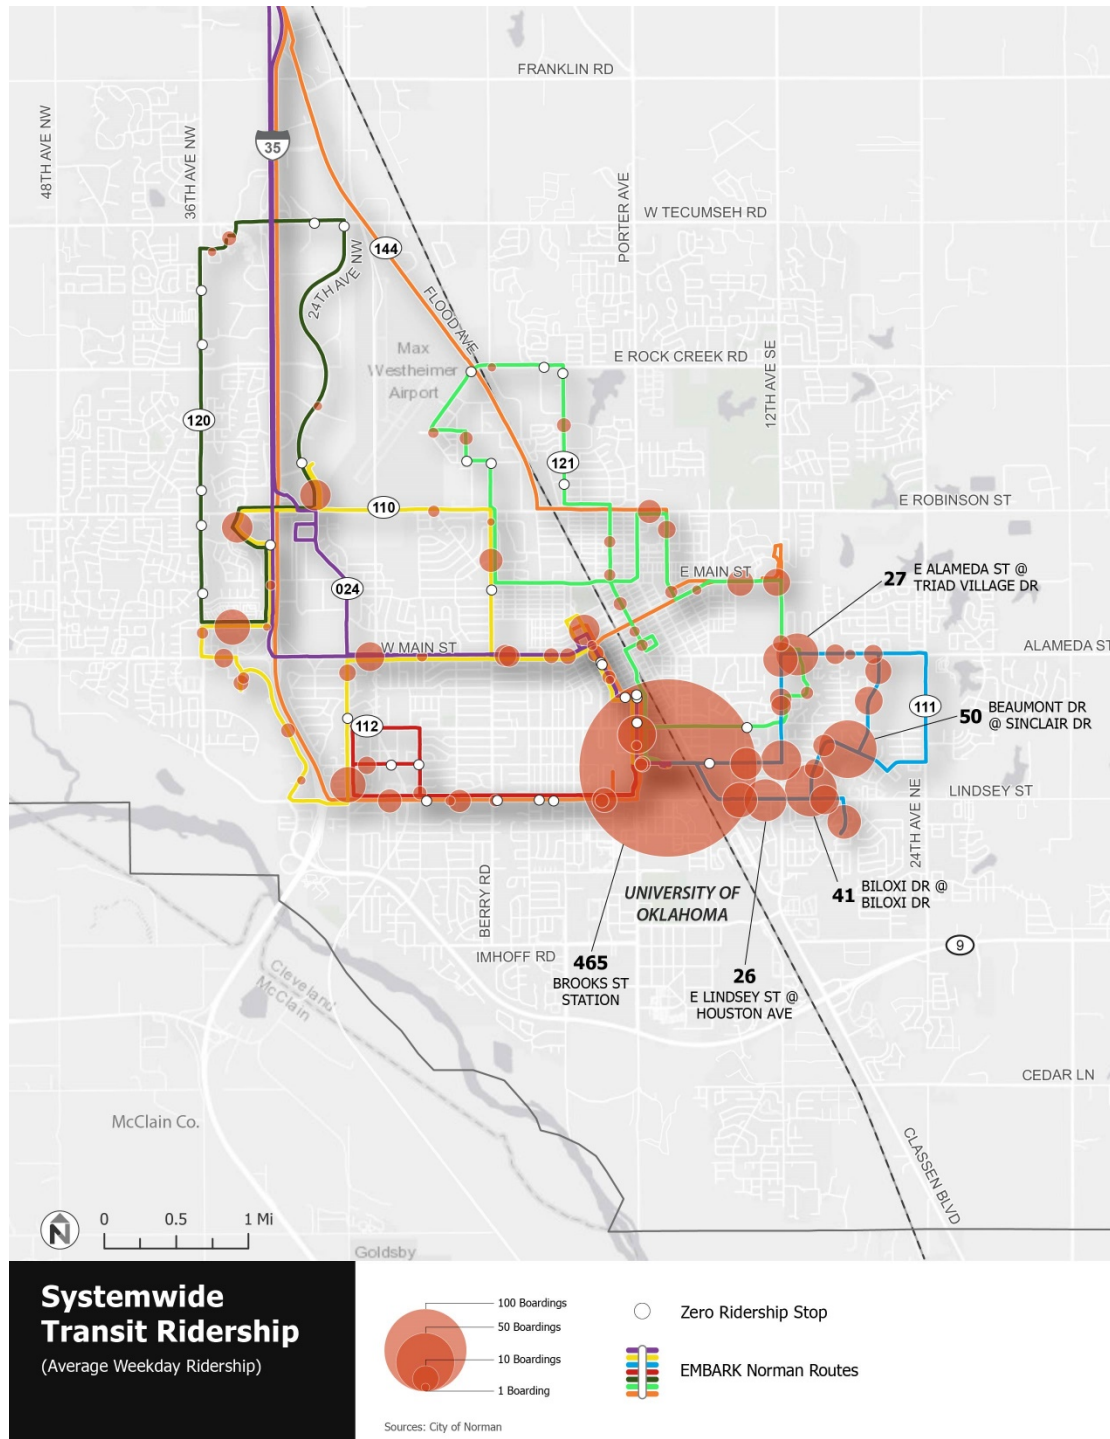 FRANKLIN RD
48TH AVE NW
36TH AVE NW
35
PORTER AVE
W TECUMSEH RD
144
24TH AVE NW
FLOOD AVE
Max
Westheimer
Airport
E ROCK CREEK RD
12TH AVE SE
120
121
110
E ROBINSON ST
E MAIN ST
27
E ALAMEDA ST @
TRIAD VILLAGE DR
024
W MAIN ST
ALAMEDA ST
112
111
50
BEAUMONT DR
@ SINCLAIR DR
LINDSEY ST
24TH AVE NE
BERRY RD
UNIVERSITY OF
OKLAHOMA
41
BILOXI DR @
BILOXI DR
IMHOFF RD
9
465
BROOKS ST
STATION
26
E LINDSEY ST @
HOUSTON AVE
Cleveland
McClain
CEDAR LN
McClain Co.
CLASSEN BLVD
N
0 0.5 1 Mi
Goldsby
Systemwide
Transit Ridership
(Average Weekday Ridership)
100 Boardings
50 Boardings
10 Boardings
1 Boarding
Zero Ridership Stop
EMBARK Norman Routes
Sources: City of Norman